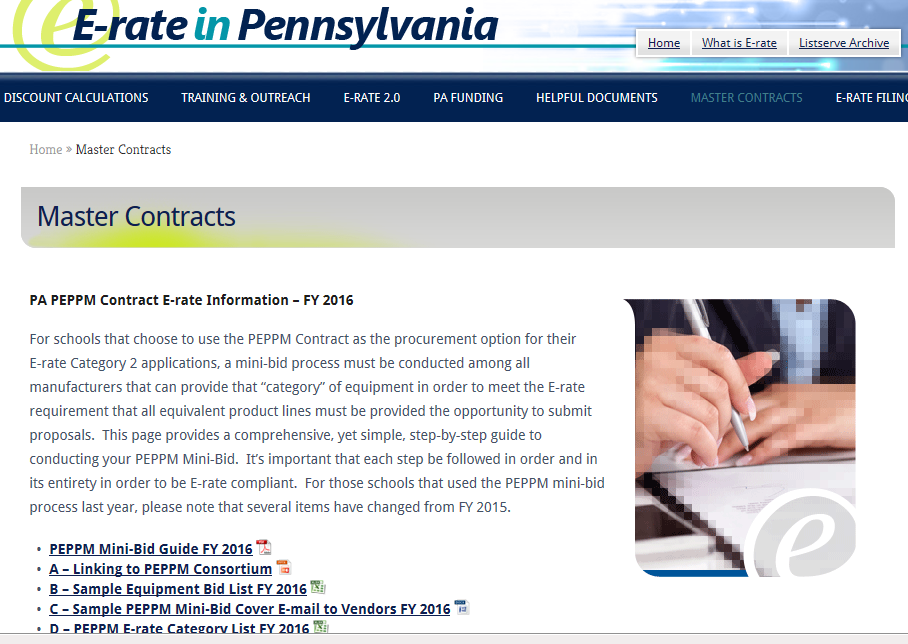 E-rate in Pennsylvania
Home What is E-rate Listserve Archive
DISCOUNT CALCULATIONS TRAINING & OUTREACH E-RATE 2.0 PA FUNDING HELPFUL DOCUMENTS MASTER CONTRACTS E-RATE FILING
Home » Master Contracts
Master Contracts
PA PEPPM Contract E-rate Information – FY 2016
For schools that choose to use the PEPPM Contract as the procurement option for their
E-rate Category 2 applications, a mini-bid process must be conducted among all
manufacturers that can provide that “category” of equipment in order to meet the E-rate
requirement that all equivalent product lines must be provided the opportunity to submit
proposals. This page provides a comprehensive, yet simple, step-by-step guide to
conducting your PEPPM Mini-Bid. It’s important that each step be followed in order and in
its entirety in order to be E-rate compliant. For those schools that used the PEPPM mini-bid
process last year, please note that several items have changed from FY 2015.
• PEPPM Mini-Bid Guide FY 2016
• A – Linking to PEPPM Consortium
• B – Sample Equipment Bid List FY 2016
• C – Sample PEPPM Mini-Bid Cover E-mail to Vendors FY 2016
• D – PEPPM E-rate Category List FY 2016